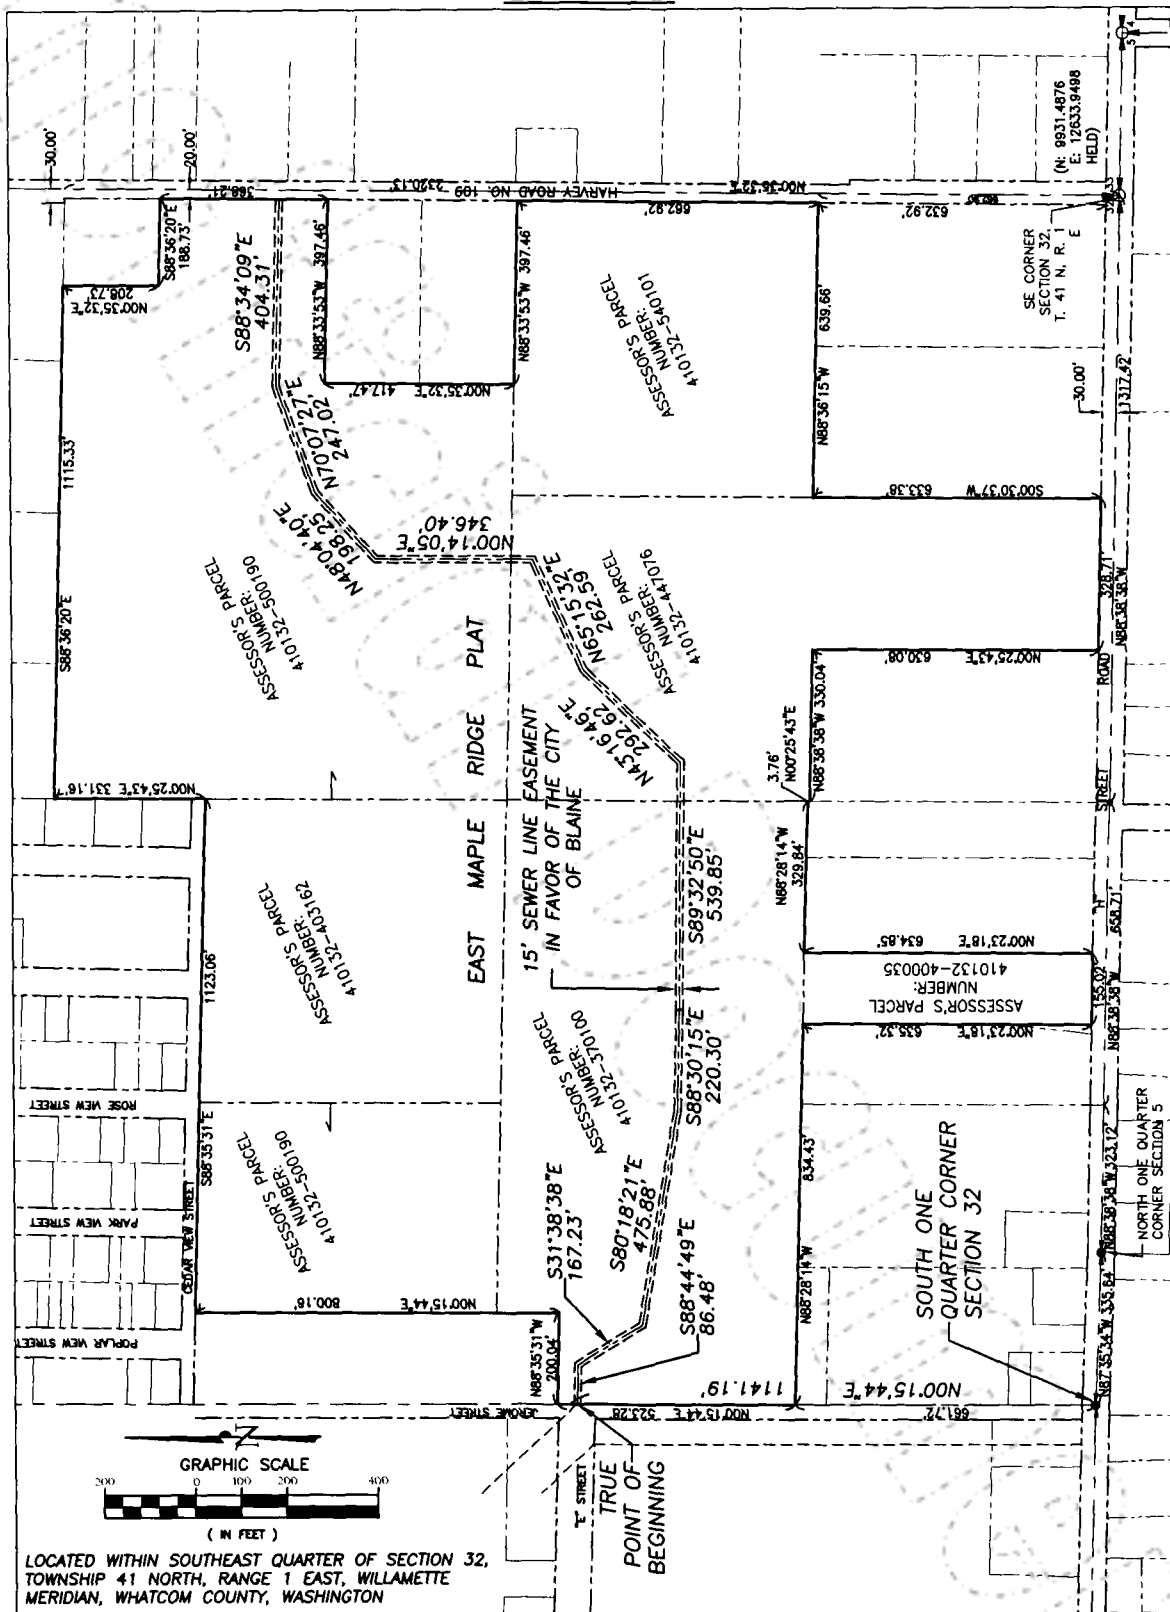 30.00'
20.00'
S88°36'20"E
188.73'
N00°35'32"E
208.73
368.21'
2320.13'
HARVEY ROAD NO. 199
N00°35'32"E
(N: 9931.4876
E: 12633.9498
HELD)
5
4
S88°34'09"E
404.31'
N88°33'53"W 397.46'
N88°33'53"W 397.46'
662.92'
632.92'
SE CORNER
SECTION 32,
T. 41 N, R. 1
E
1115.33'
S88°36'20"E
N00°35'32"E
417.47'
ASSESSOR'S PARCEL
NUMBER:
410132-540101
639.66'
N88°36'15"W
30.00'
1317.42'
N70°07'27"E
247.02'
N48°04'40"E
198.25'
N00°14'05"E
346.40'
S00°30'37"W
633.38'
ASSESSOR'S PARCEL
NUMBER:
410132-500190
N65°15'32"E
262.59'
ASSESSOR'S PARCEL
NUMBER:
410132-447076
328.71'
N88°38'38"W
EAST MAPLE RIDGE PLAT
N43°16'46"E
292.62'
N00°25'43"E
630.08'
N88°38'38"W 330.04'
3.76'
N00°25'43"E
ROAD
STREET
"H"
N00°25'43"E 331.16'
15' SEWER LINE EASEMENT
IN FAVOR OF THE CITY
OF BLAINE
S89°32'50"E
539.85'
N88°28'14"W
329.84'
N00°23'18"E
634.85'
658.71'
N88°38'38"W
ASSESSOR'S PARCEL
NUMBER:
410132-403162
1123.06'
ASSESSOR'S PARCEL
NUMBER:
410132-400035
155.02'
N00°23'18"E
635.32'
S88°30'15"E
220.30'
ASSESSOR'S PARCEL
NUMBER:
410132-370100
ROSE VIEW STREET
S88°35'31"E
PARK VIEW STREET
CEDAR VIEW STREET
POPLAR VIEW STREET
ASSESSOR'S PARCEL
NUMBER:
410132-500190
S31°38'38"E
167.23'
S80°18'21"E
475.88'
S88°44'49"E
86.48'
834.43'
N88°28'14"W
SOUTH ONE
QUARTER CORNER
SECTION 32
N88°38'38"W 323.12'
NORTH ONE QUARTER
CORNER SECTION 5
N87°35'34"W 335.64'
N00°15'44"E
800.16'
N88°35'31"W
200.04'
JEROME STREET
N00°15'44"E
523.28
1141.19'
N00°15'44"E
661.72'
"E" STREET
TRUE
POINT OF
BEGINNING
N
GRAPHIC SCALE
200
0
100
200
400
( IN FEET )
LOCATED WITHIN SOUTHEAST QUARTER OF SECTION 32,
TOWNSHIP 41 NORTH, RANGE 1 EAST, WILLAMETTE
MERIDIAN, WHATCOM COUNTY, WASHINGTON